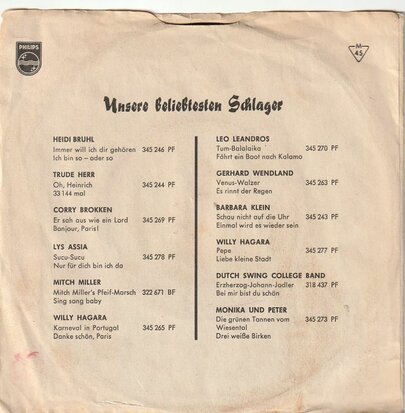 PHILIPS
M
45
Unsere beliebtesten Schlager
HEIDI BRUHL
Immer will ich dir gehören 345 246 PF
Ich bin so – oder so
TRUDE HERR
Oh, Heinrich 345 244 PF
33 144 mal
CORRY BROKKEN
Er sah aus wie ein Lord 345 269 PF
Bonjour, Paris!
LYS ASSIA
Sucu-Sucu 345 278 PF
Nur für dich bin ich da
MITCH MILLER
Mitch Miller's Pfeif-Marsch 322 671 BF
Sing song baby
WILLY HAGARA
Karneval in Portugal 345 265 PF
Danke schön, Paris
LEO LEANDROS
Tum-Balalaika 345 270 PF
Fährt ein Boot nach Kalamo
GERHARD WENDLAND
Venus-Walzer 345 263 PF
Es rinnt der Regen
BARBARA KLEIN
Schau nicht auf die Uhr 345 243 PF
Einmal wird es wieder sein
WILLY HAGARA
Pepe 345 277 PF
Liebe kleine Stadt
DUTCH SWING COLLEGE BAND
Erzherzog-Johann-Jodler 318 437 PF
Bei mir bist du schön
MONIKA UND PETER
Die grünen Tannen vom 345 273 PF
Wiesental
Drei weiße Birken